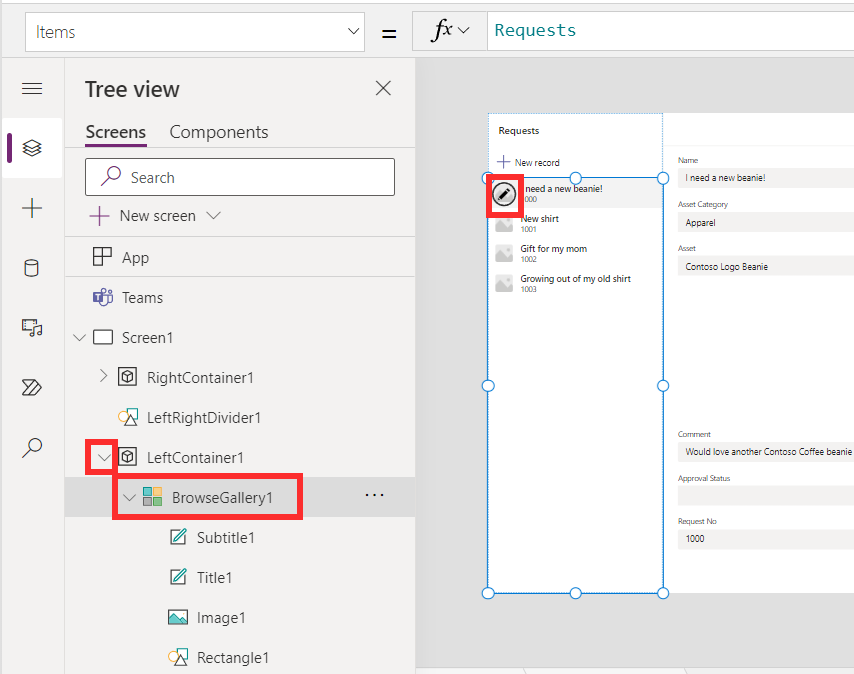 Items
=
fx
Requests
Tree view
Screens
Components
Search
New screen
App
Teams
Screen1
RightContainer1
LeftRightDivider1
LeftContainer1
BrowseGallery1
...
Subtitle1
Title1
Image1
Rectangle1
Requests
New record
need a new beanie!
1000
New shirt
1001
Gift for my mom
1002
Growing out of my old shirt
1003
Name
I need a new beanie!
Asset Category
Apparel
Asset
Contoso Logo Beanie
Comment
Would love another Contoso Coffee beanie
Approval Status
Request No
1000